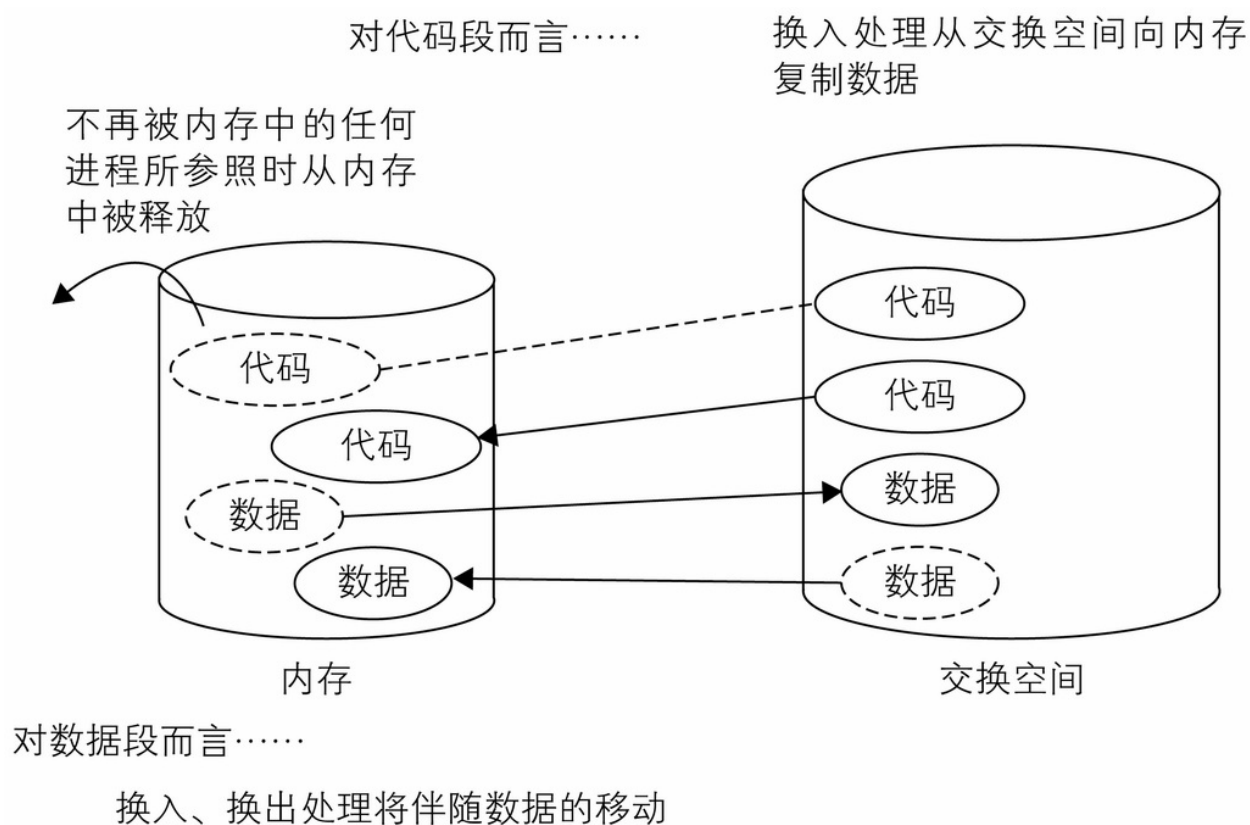 对代码段而言……
换入处理从交换空间向内存
复制数据
不再被内存中的任何
进程所参照时从内存
中被释放
代码
代码
代码
代码
数据
数据
数据
数据
内存
交换空间
对数据段而言……
换入、换出处理将伴随数据的移动